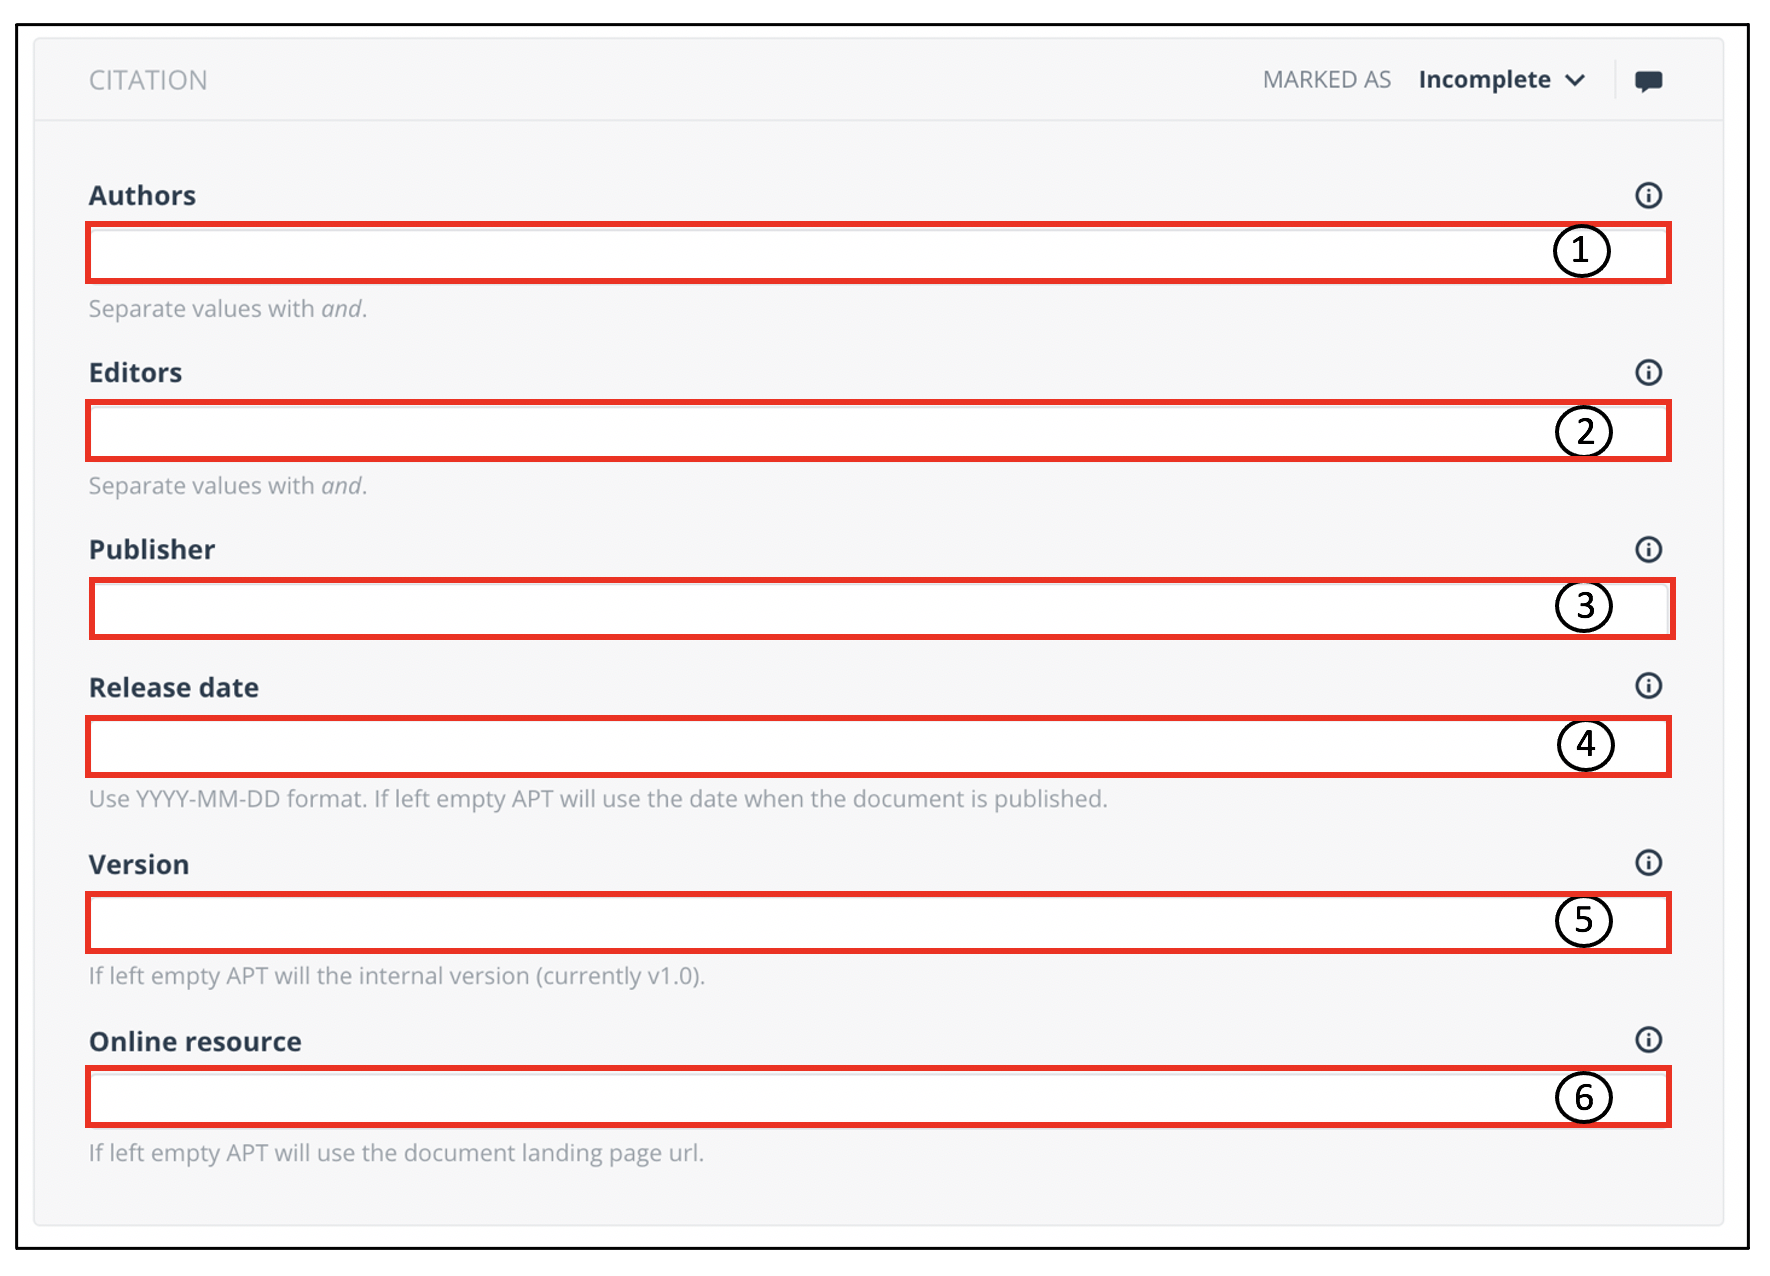 CITATION MARKED AS Incomplete
Authors
1
Separate values with and.
Editors
2
Separate values with and.
Publisher
3
Release date
4
Use YYYY-MM-DD format. If left empty APT will use the date when the document is published.
Version
5
If left empty APT will the internal version (currently v1.0).
Online resource
6
If left empty APT will use the document landing page url.